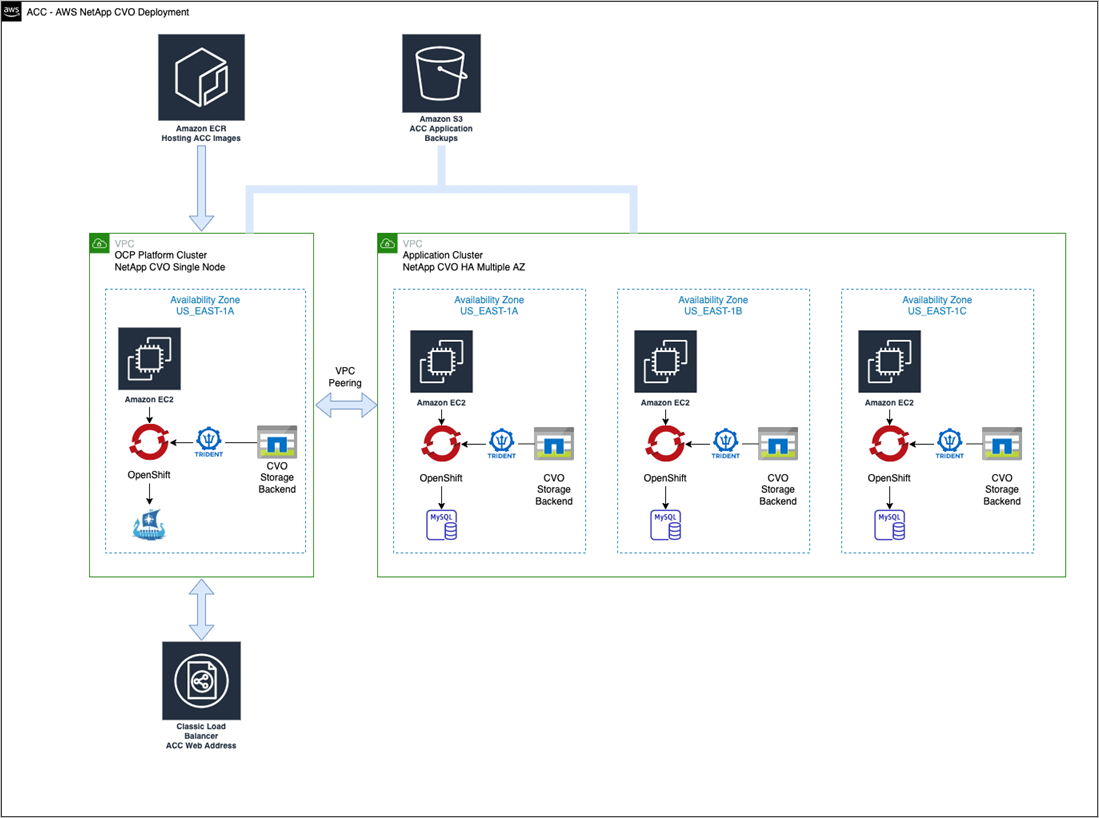 aws
ACC - AWS NetApp CVO Deployment
Amazon ECR
Hosting ACC Images
Amazon S3
ACC Application
Backups
VPC
OCP Platform Cluster
NetApp CVO Single Node
Availability Zone
US_EAST-1A
Amazon EC2
TRIDENT
OpenShift
CVO
Storage
Backend
VPC
Peering
VPC
Application Cluster
NetApp CVO HA Multiple AZ
Availability Zone
US_EAST-1A
Amazon EC2
TRIDENT
OpenShift
CVO
Storage
Backend
MySQL
Availability Zone
US_EAST-1B
Amazon EC2
TRIDENT
OpenShift
CVO
Storage
Backend
MySQL
Availability Zone
US_EAST-1C
Amazon EC2
TRIDENT
OpenShift
CVO
Storage
Backend
MySQL
Classic Load
Balancer
ACC Web Address